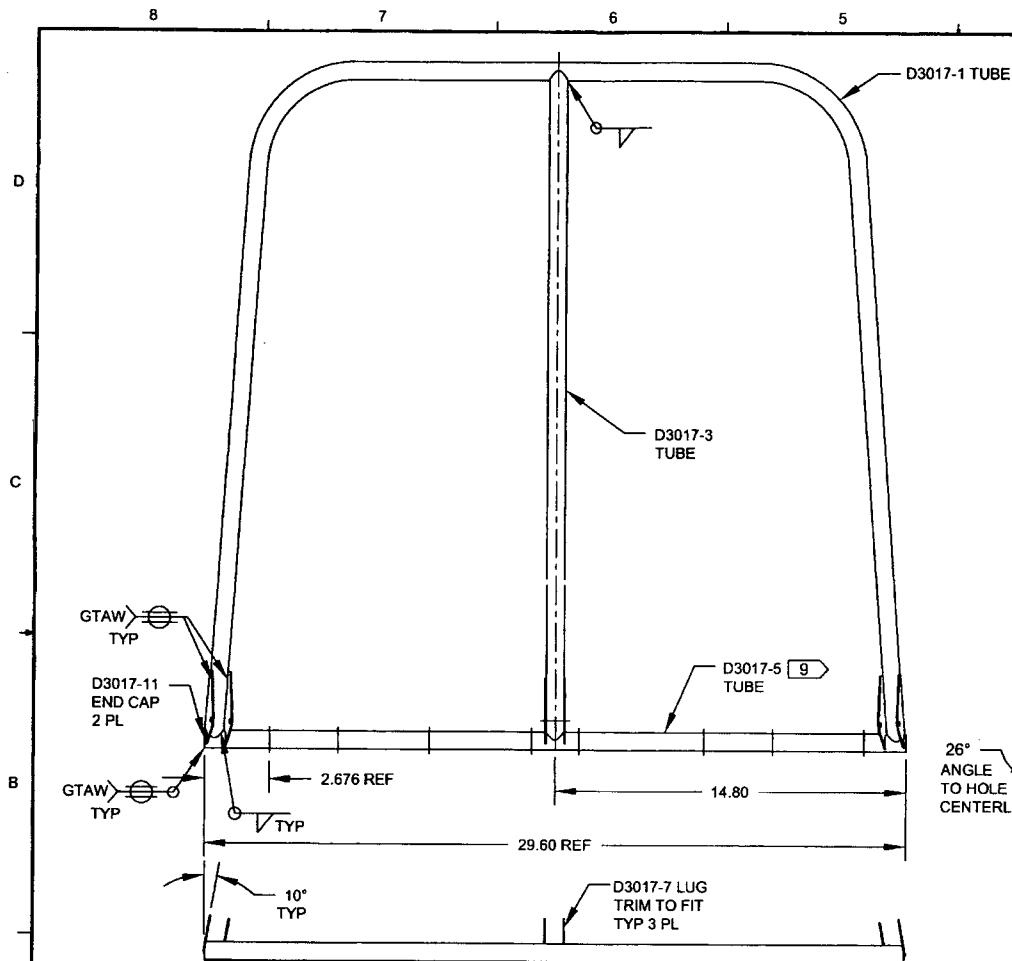 8 7 6 5
D3017-1 TUBE
D
D3017-3
TUBE
C
GTAW
TYP
D3017-11
END CAP
2 PL
D3017-5 9
TUBE
B
GTAW
TYP
2.676 REF
14.80
26°
ANGLE
TO HOLE
CENTERL
TYP
29.60 REF
10°
TYP
D3017-7 LUG
TRIM TO FIT
TYP 3 PL